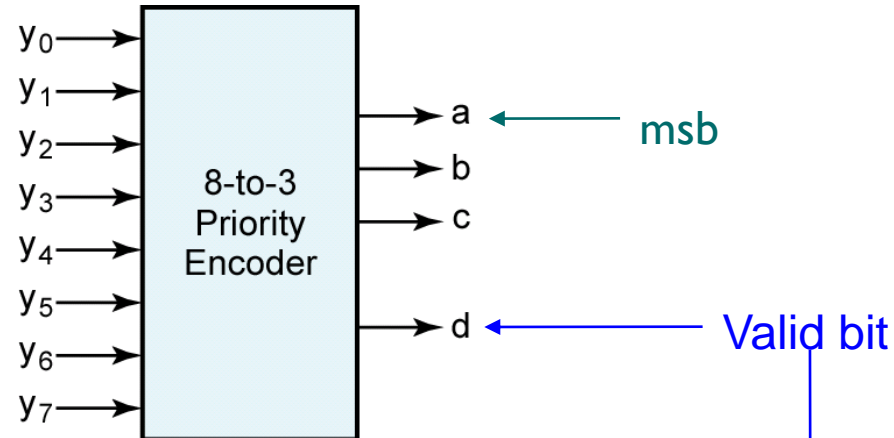 y₀
y₁
y₂
y₃
y₄
y₅
y₆
y₇
8-to-3
Priority
Encoder
a
msb
b
c
d
Valid bit